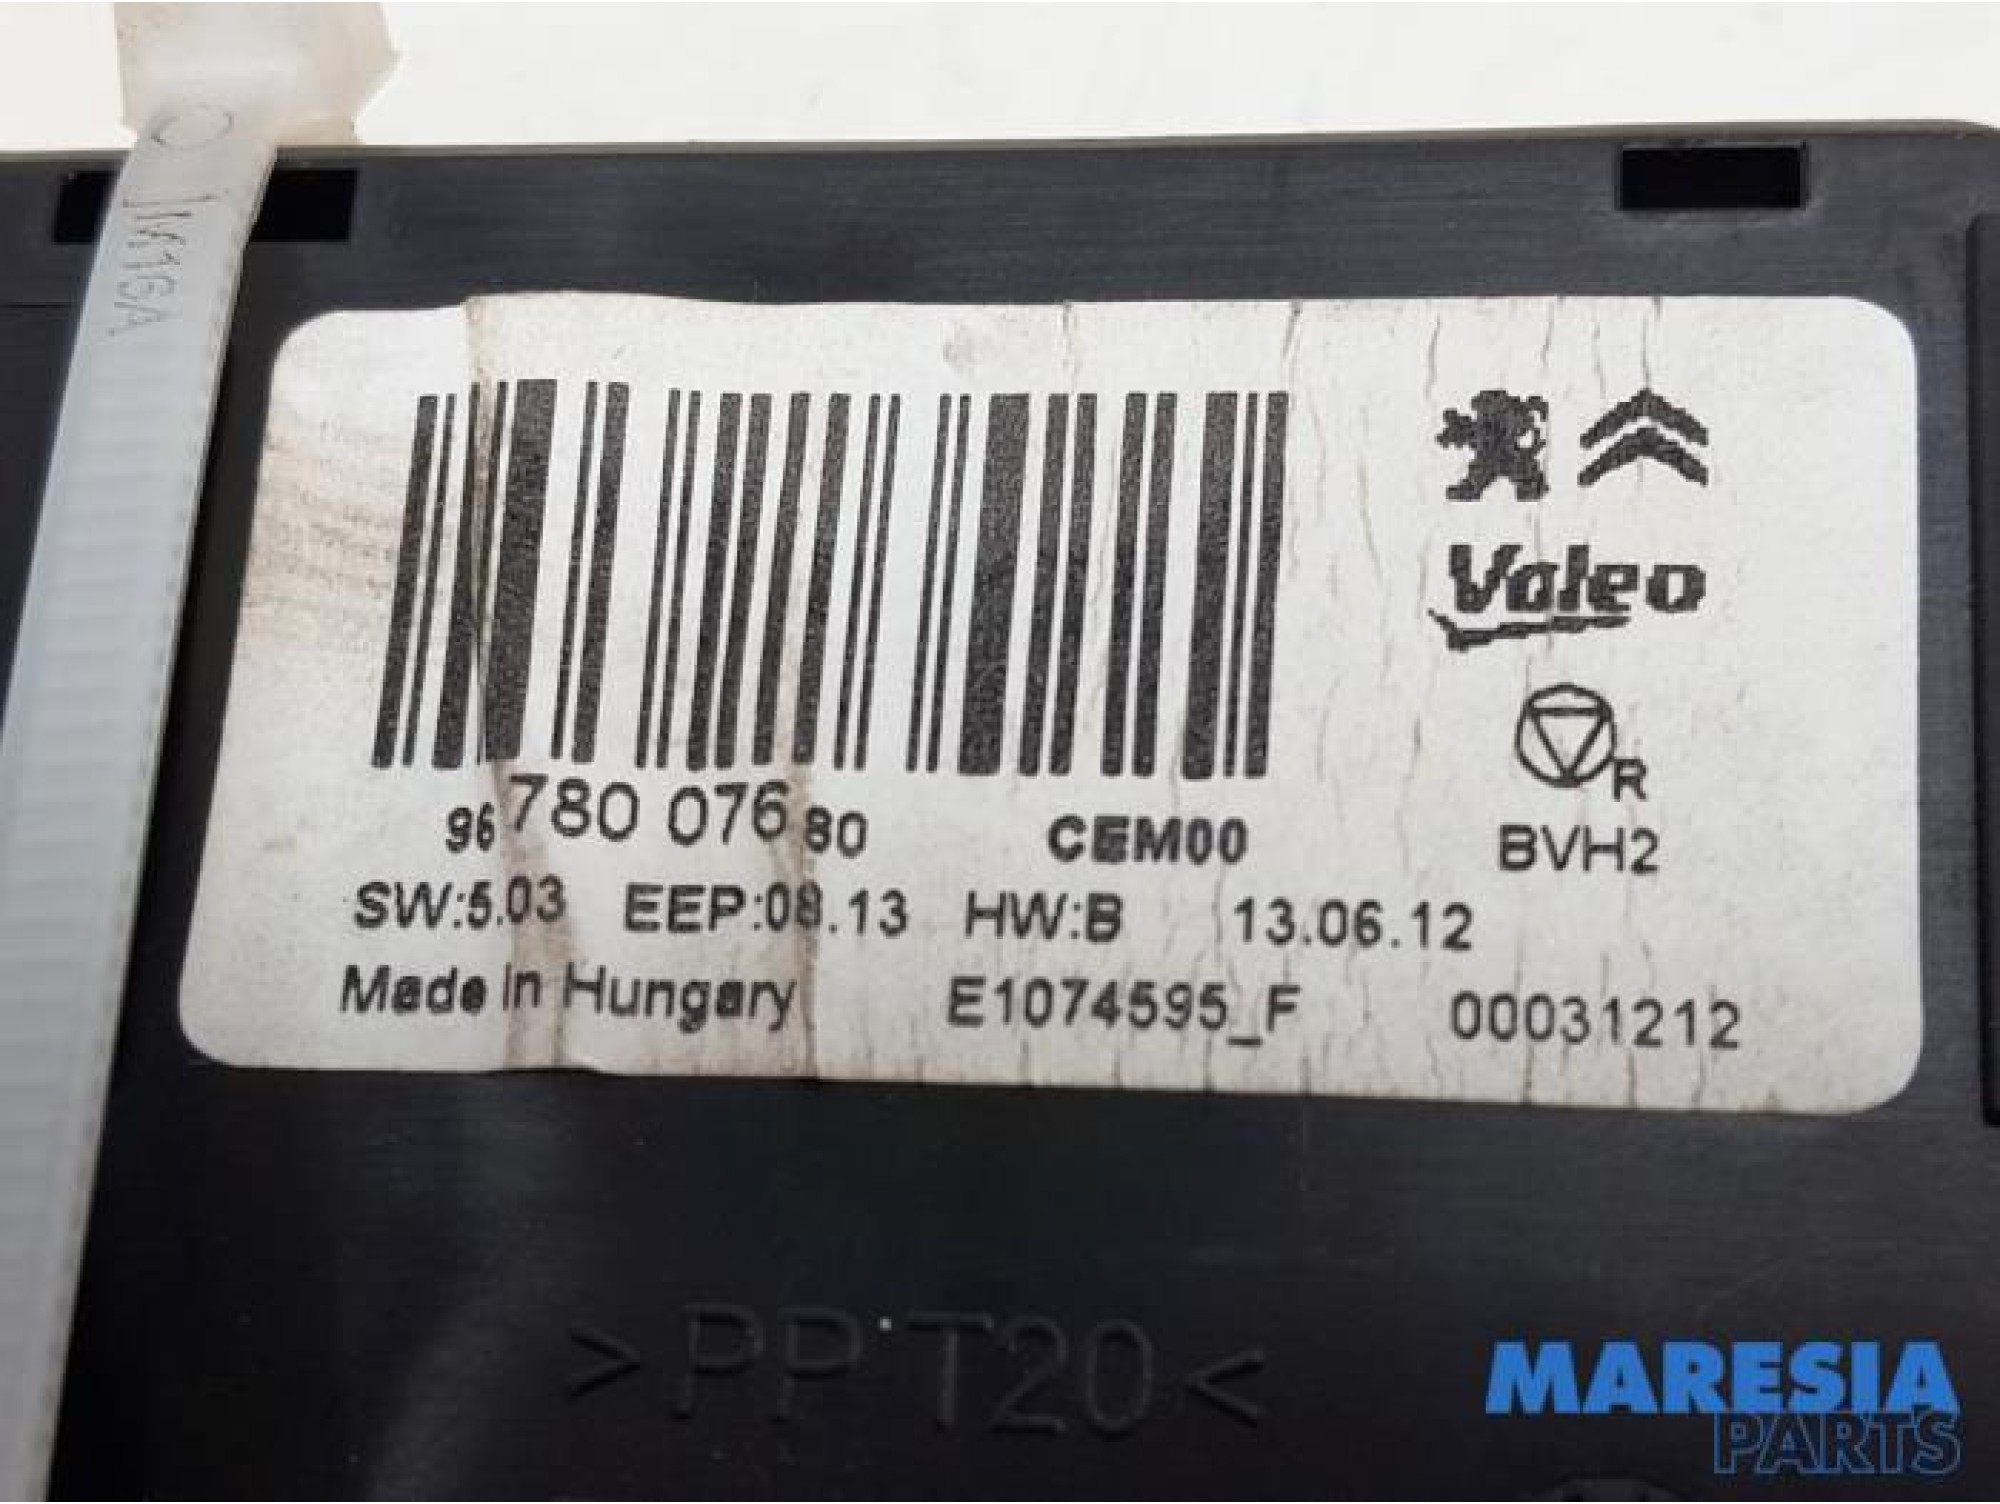 Valeo
R
96 780 076 80 CEM00 BVH2
SW:5.03 EEP:08.13 HW:B 13.06.12
Made in Hungary E1074595_F 00031212
>PP T20<
MARESIA
PARTS